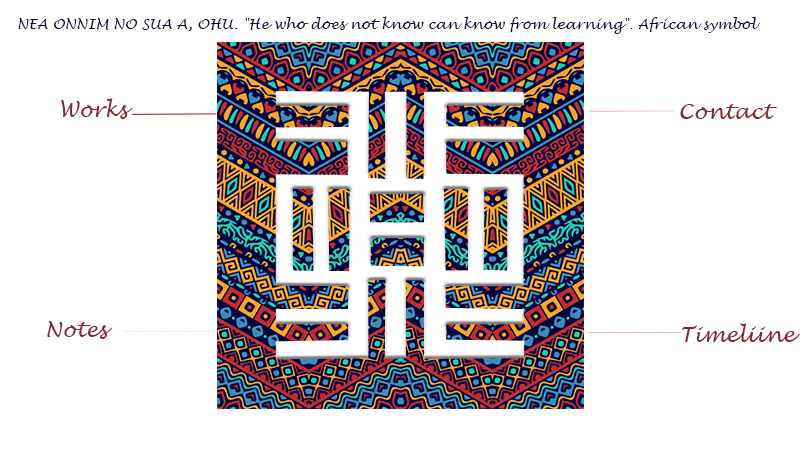 NEA ONNIM NO SUA A, OHU. "He who does not know can know from learning". African symbol
Works
Contact
Notes
Timeliine